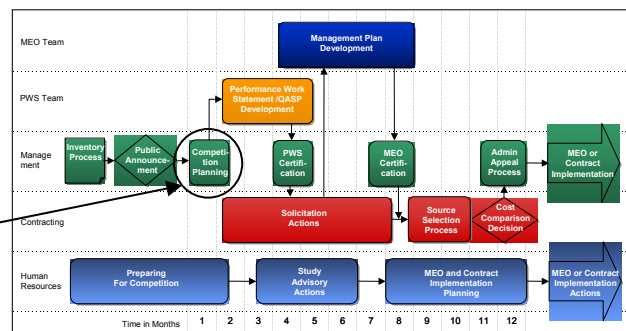 MEO Team
Management Plan
Development
PWS Team
Performance Work
Statement /QASP
Development
Manage
ment
Inventory
Process
Public
Announce-
ment
Competi-
tion
Planning
PWS
Certifi-
cation
MEO
Certifi-
cation
Admin
Appeal
Process
MEO or
Contract
Implementation
Contracting
Solicitation
Actions
Source
Selection
Process
Cost
Comparison
Decision
Human
Resources
Preparing
For Competition
Study
Advisory
Actions
MEO and Contract
Implementation
Planning
MEO or Contract
Implementation
Actions
Time in Months 1 2 3 4 5 6 7 8 9 10 11 12